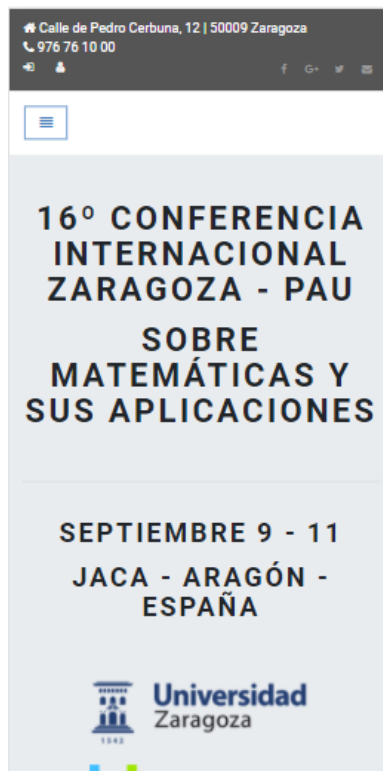 Calle de Pedro Cerbuna, 12 | 50009 Zaragoza
976 76 10 00
f G+
16º CONFERENCIA
INTERNACIONAL
ZARAGOZA - PAU
SOBRE
MATEMÁTICAS Y
SUS APLICACIONES
SEPTIEMBRE 9 - 11
JACA - ARAGÓN -
ESPAÑA
Universidad
Zaragoza
1542